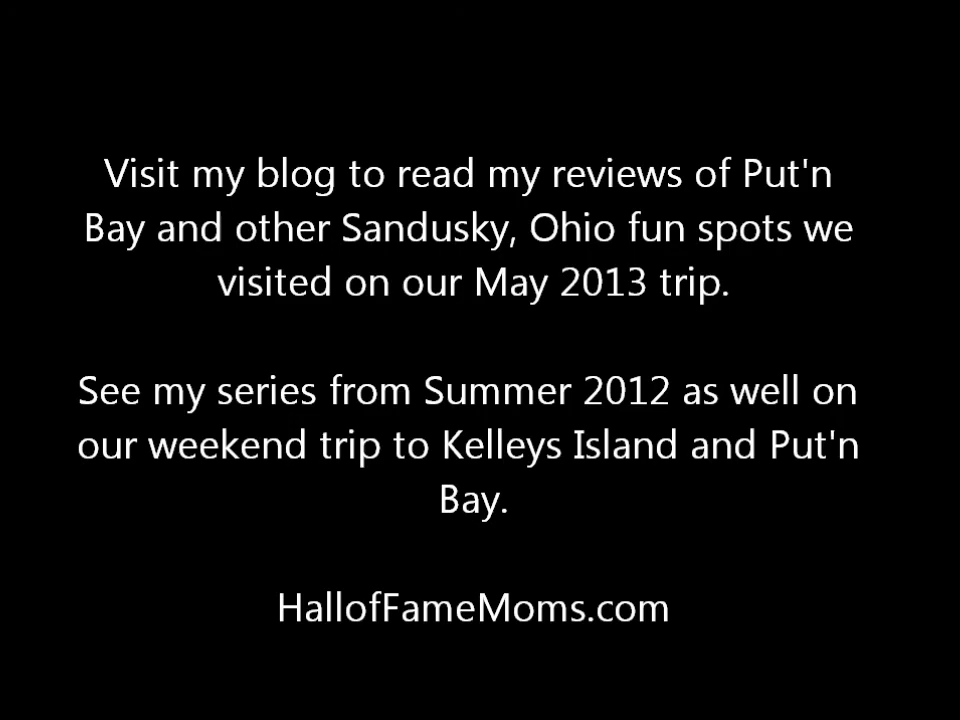 Visit my blog to read my reviews of Put'n
Bay and other Sandusky, Ohio fun spots we
visited on our May 2013 trip.
See my series from Summer 2012 as well on
our weekend trip to Kelleys Island and Put'n
Bay.
HallofFameMoms.com